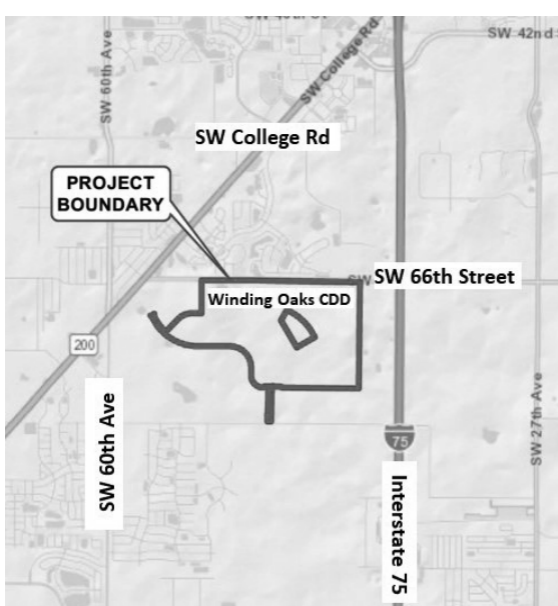 SW 60th Ave
SW College Rd.
SW 42nd
SW College Rd
PROJECT
BOUNDARY
SW 66th Street
Winding Oaks CDD
200
SW 60th Ave
75
Interstate 75
SW 27th Ave